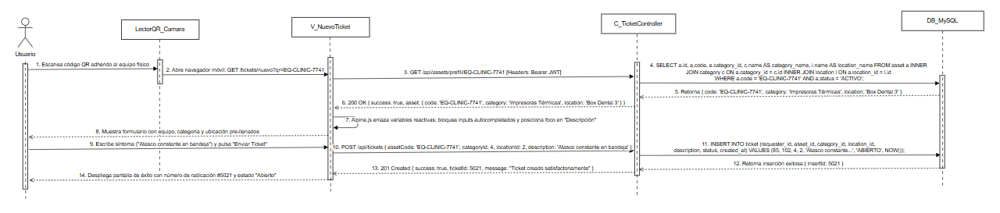 DB_MySQL
C_TicketController
V_NuevoTicket
LectorQR_Camara
Usuario
1. Escanea código QR adherido al equipo físico
2. Abre navegador móvil: GET /tickets/nuevo?qr=EQ-CLINIC-7741
3. GET /api/assets/prefill/EQ-CLINIC-7741 [Headers: Bearer JWT]
4. SELECT a.id, a.code, a.category_id, c.name AS category_name, l.name AS location_name FROM asset a INNER
JOIN category c ON a.category_id = c.id INNER JOIN location l ON a.location_id = l.id
WHERE a.code = 'EQ-CLINIC-7741' AND a.status = 'ACTIVO';
5. Retorna { code: 'EQ-CLINIC-7741', category: 'Impresoras Térmicas', location: 'Box Dental 3' }
6. 200 OK { success: true, asset: { code: 'EQ-CLINIC-7741', category: 'Impresoras Térmicas', location: 'Box Dental 3' } }
7. Alpine.js enlaza variables reactivas: bloquea inputs autocompletados y posiciona foco en "Descripción"
8. Muestra formulario con equipo, categoría y ubicación pre-llenados
9. Escribe síntoma ("Atasco constante en bandeja") y pulsa "Enviar Ticket"
10. POST /api/tickets { assetCode: 'EQ-CLINIC-7741', categoryId: 4, locationId: 2, description: 'Atasco constante en bandeja' }
11. INSERT INTO ticket (requester_id, asset_id, category_id, location_id,
description, status, created_at) VALUES (85, 102, 4, 2, 'Atasco constante...', 'ABIERTO', NOW());
12. Retorna inserción exitosa { insertId: 5021 }
13. 201 Created { success: true, ticketId: 5021, message: "Ticket creado satisfactoriamente" }
14. Despliega pantalla de éxito con número de radicación #5021 y estado "Abierto"